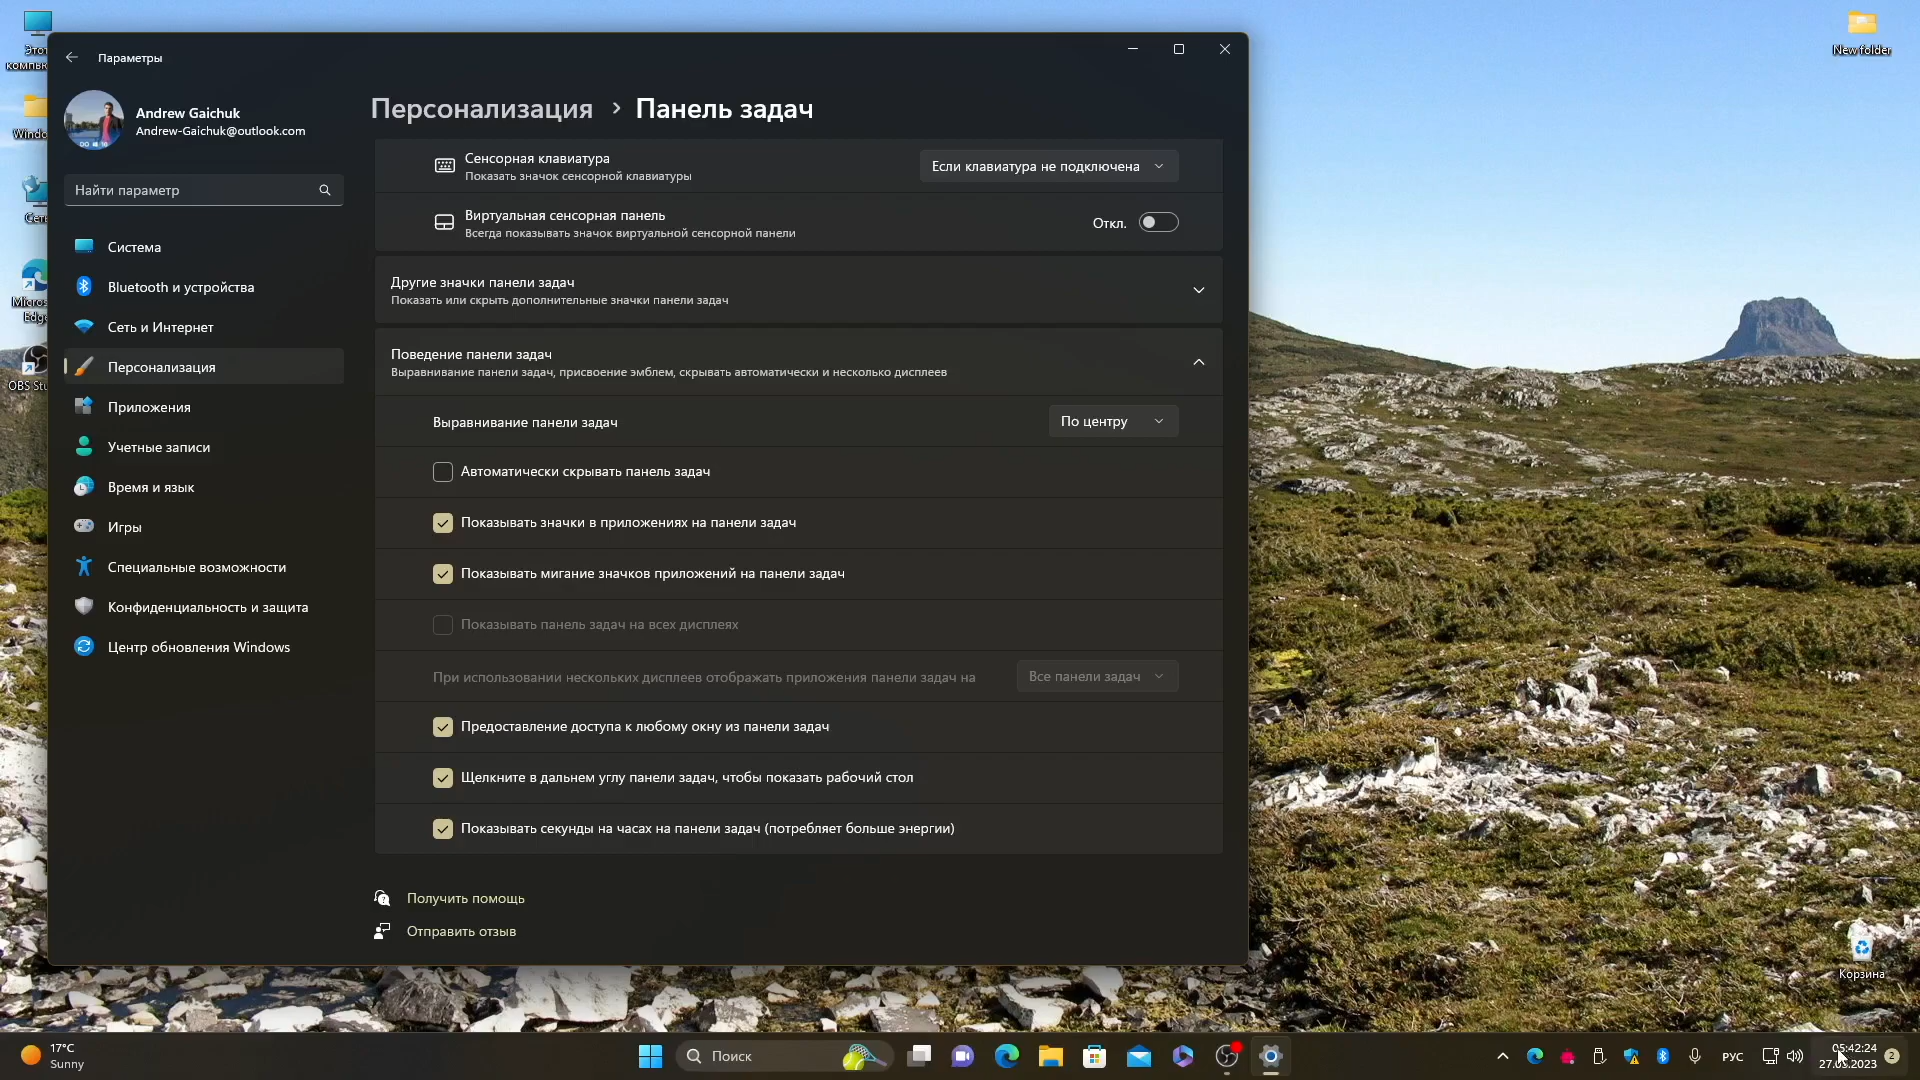 Параметры
Andrew Gaichuk
Andrew-Gaichuk@outlook.com
Найти параметр
Система
Bluetooth и устройства
Сеть и Интернет
Персонализация
Приложения
Учетные записи
Время и язык
Игры
Специальные возможности
Конфиденциальность и защита
Центр обновления Windows
Персонализация > Панель задач
Сенсорная клавиатура
Показать значок сенсорной клавиатуры
Если клавиатура не подключена
Виртуальная сенсорная панель
Всегда показывать значок виртуальной сенсорной панели
Откл.
Другие значки панели задач
Показать или скрыть дополнительные значки панели задач
Поведение панели задач
Выравнивание панели задач, присвоение эмблем, скрывать автоматически и несколько дисплеев
Выравнивание панели задач
По центру
Автоматически скрывать панель задач
Показывать значки в приложениях на панели задач
Показывать мигание значков приложений на панели задач
Показывать панель задач на всех дисплеях
При использовании нескольких дисплеев отображать приложения панели задач на
Все панели задач
Предоставление доступа к любому окну из панели задач
Щелкните в дальнем углу панели задач, чтобы показать рабочий стол
Показывать секунды на часах на панели задач (потребляет больше энергии)
Получить помощь
Отправить отзыв
New folder
Корзина
17°C
Sunny
Поиск
РУС
05:42:24
27.03.2023
2